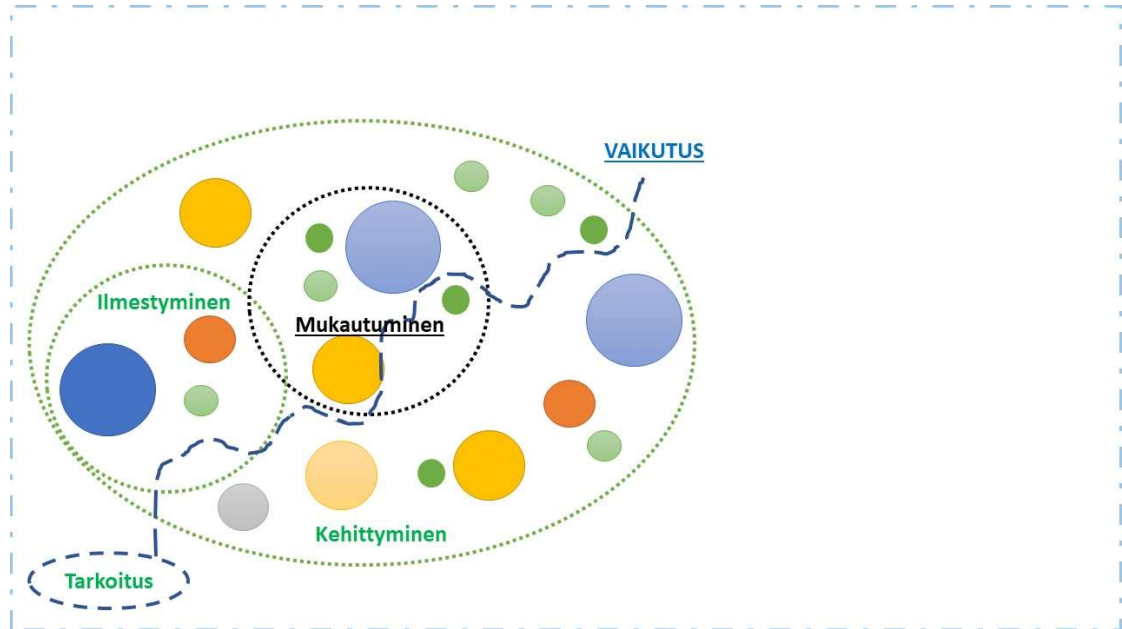 VAIKUTUS
Ilmestyminen
Mukautuminen
Kehittyminen
Tarkoitus